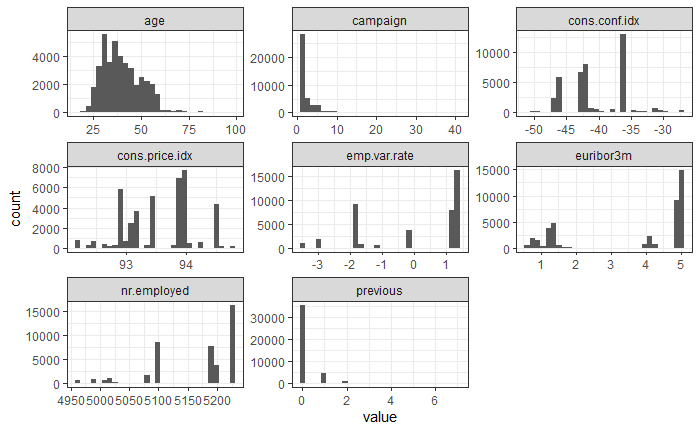 age
campaign
cons.conf.idx
6000
4000
2000
0
25 50 75 100
20000
10000
0
0 10 20 30 40
10000
5000
0
-50 -45 -40 -35 -30
cons.price.idx
emp.var.rate
euribor3m
8000
6000
4000
2000
0
93 94
15000
10000
5000
0
-3 -2 -1 0 1
15000
10000
5000
0
1 2 3 4 5
nr.employed
previous
15000
10000
5000
0
4950 5000 5050 5100 5150 5200
30000
20000
10000
0
0 2 4 6
count
value